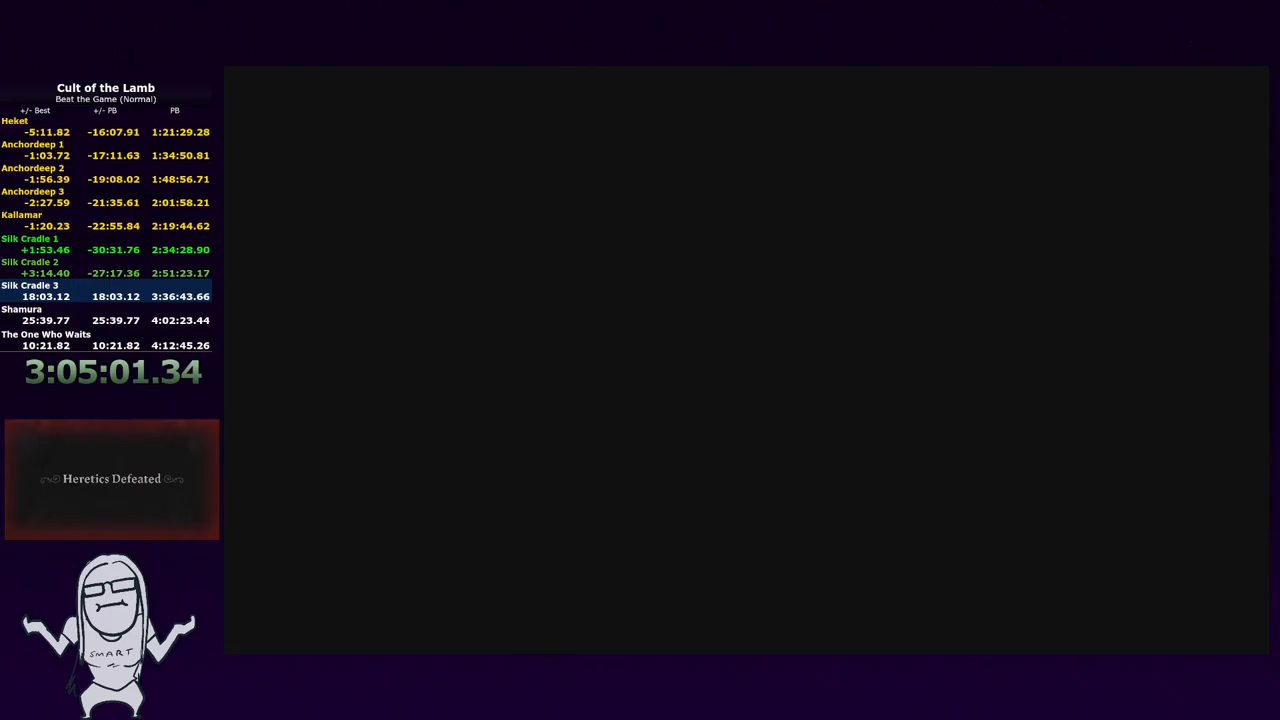 Cult of the Lamb
Beat the Game (Normal)
+/- Best +/- PB PB
Heket
-5:11.82 -16:07.91 1:21:29.28
Anchordeep 1
-1:03.72 -17:11.63 1:34:50.81
Anchordeep 2
-1:56.39 -19:08.02 1:48:56.71
Anchordeep 3
-2:27.59 -21:35.61 2:01:58.21
Kallamar
-1:20.23 -22:55.84 2:19:44.62
Silk Cradle 1
+1:53.46 -30:31.76 2:34:28.90
Silk Cradle 2
+3:14.40 -27:17.36 2:51:23.17
Silk Cradle 3
18:03.12 18:03.12 3:36:43.66
Shamura
25:39.77 25:39.77 4:02:23.44
The One Who Waits
10:21.82 10:21.82 4:12:45.26
3:05:01.34
Heretics Defeated
SMART